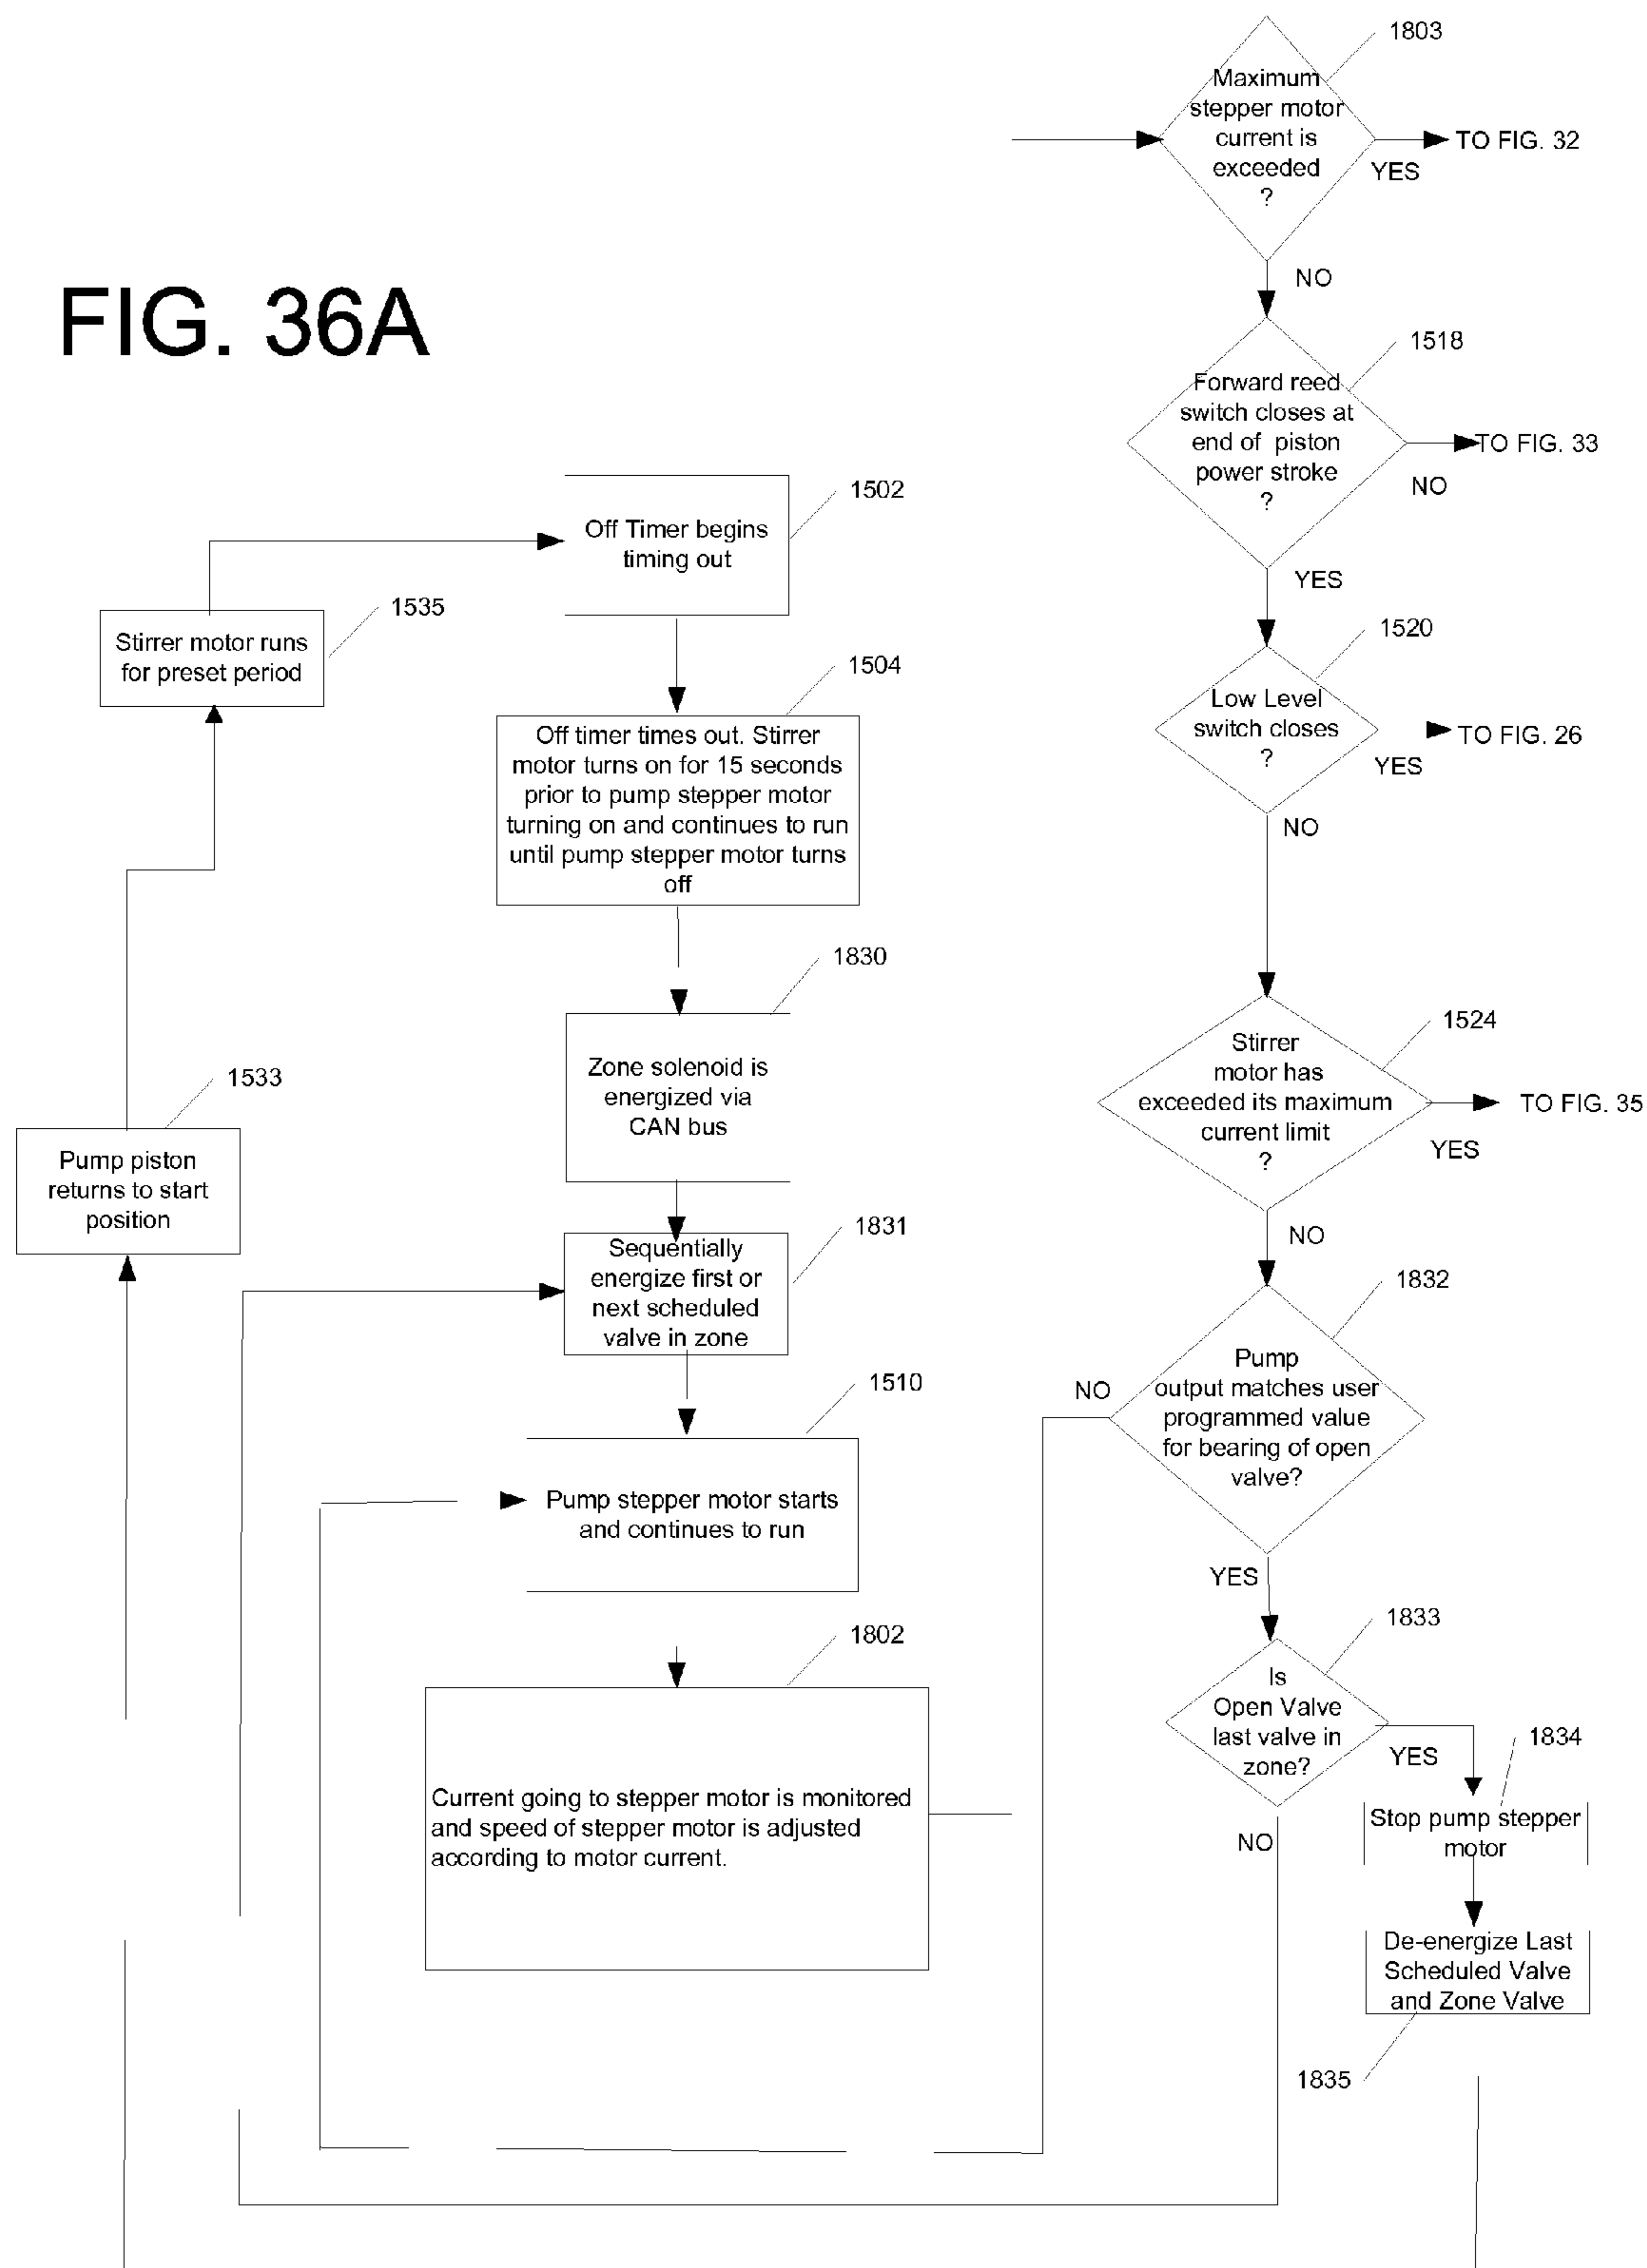 FIG. 36A
1502
Off Timer begins
timing out
1535
Stirrer motor runs
for preset period
1504
Off timer times out. Stirrer
motor turns on for 15 seconds
prior to pump stepper motor
turning on and continues to run
until pump stepper motor turns
off
1830
Zone solenoid is
energized via
CAN bus
1533
Pump piston
returns to start
position
1831
Sequentially
energize first or
next scheduled
valve in zone
1510
Pump stepper motor starts
and continues to run
1802
Current going to stepper motor is monitored
and speed of stepper motor is adjusted
according to motor current.
1803
Maximum
stepper motor
current is
exceeded
?
TO FIG. 32
YES
NO
1518
Forward reed
switch closes at
end of piston
power stroke
?
TO FIG. 33
NO
YES
1520
Low Level
switch closes
?
TO FIG. 26
YES
NO
1524
Stirrer
motor has
exceeded its maximum
current limit
?
TO FIG. 35
YES
NO
1832
Pump
output matches user
programmed value
for bearing of open
valve?
NO
YES
1833
Is
Open Valve
last valve in
zone?
YES
NO
1834
Stop pump stepper
motor
De-energize Last
Scheduled Valve
and Zone Valve
1835